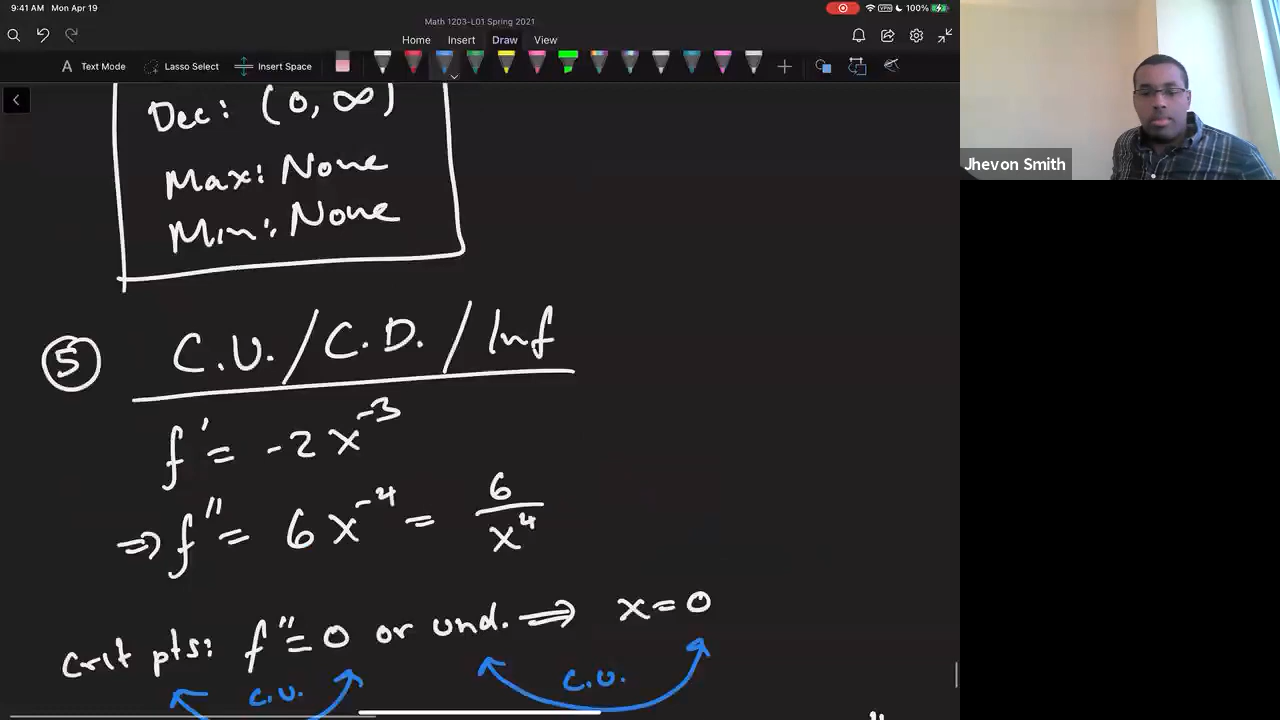 9:41 AM Mon Apr 19
100%
Math 1203-L01 Spring 2021
Home Insert Draw View
Text Mode Lasso Select Insert Space
Dec: (0, ∞)
Max: None
Min: None
Jhevon Smith
5 C.U. / C.D. / Inf
f' = -2x⁻³
⇒ f'' = 6x⁻⁴ = 6/x⁴
Crit pts: f'' = 0 or und. ⇒ x = 0
C.U. C.U.